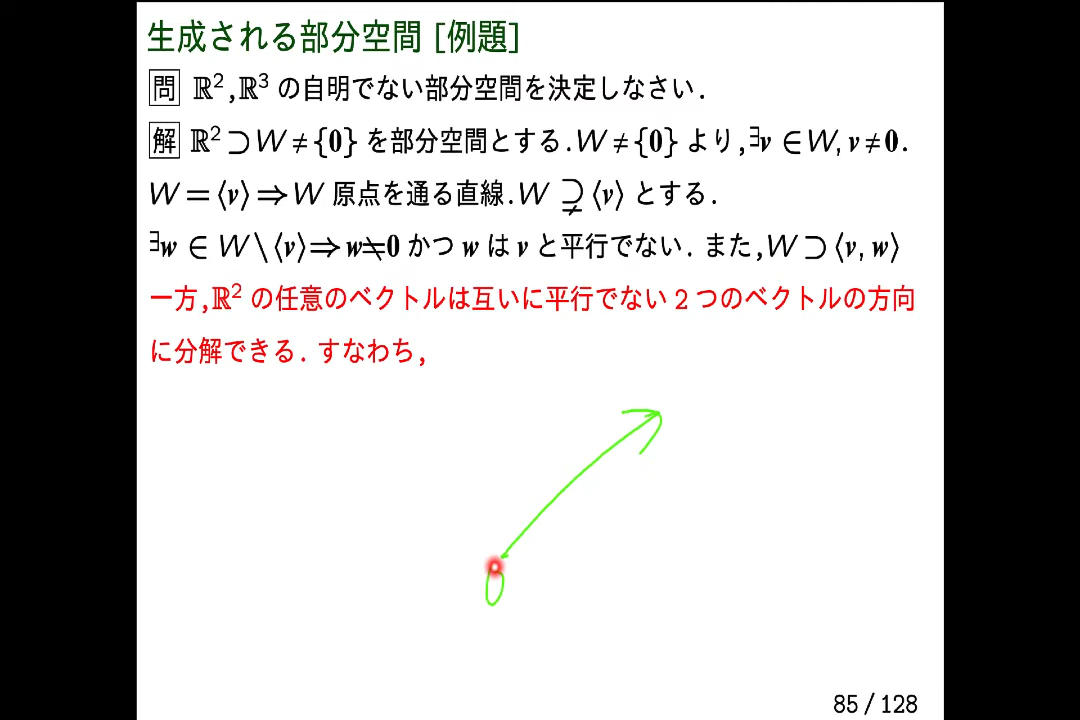 生成される部分空間 [例題]
問 ℝ²,ℝ³ の自明でない部分空間を決定しなさい.
解 ℝ²⊃W≠{0} を部分空間とする.W≠{0} より,∃v∈W, v≠0.
W=⟨v⟩⇒W 原点を通る直線.W⊋⟨v⟩ とする.
∃w∈W\⟨v⟩⇒w≠0 かつ w は v と平行でない. また,W⊃⟨v, w⟩
一方,ℝ² の任意のベクトルは互いに平行でない 2 つのベクトルの方向
に分解できる. すなわち,
0
85 / 128